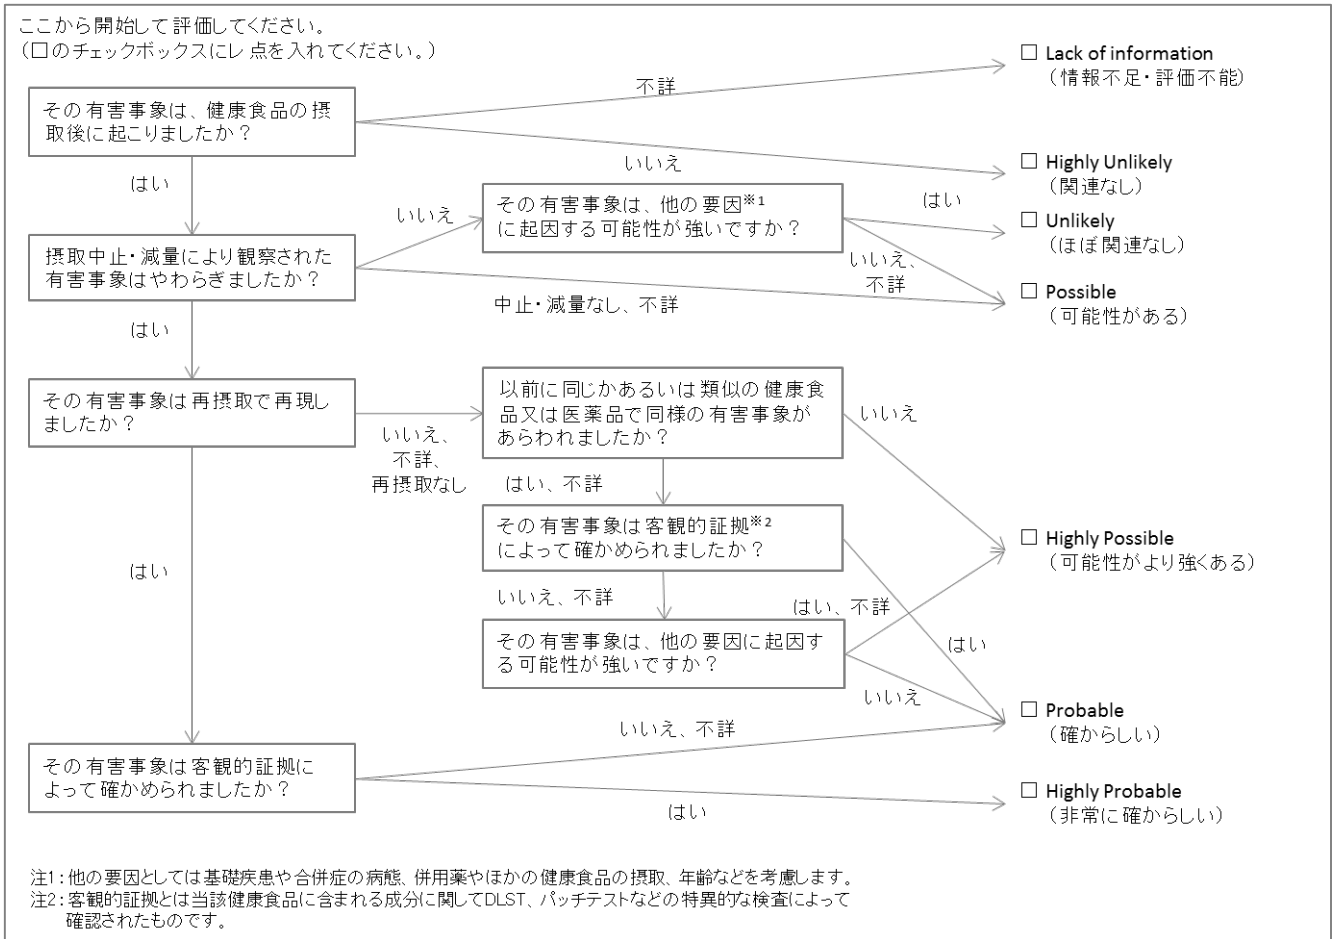 ここから開始して評価してください。
（□のチェックボックスにレ点を入れてください。）
その有害事象は、健康食品の摂
取後に起こりましたか？
不詳
いいえ
□ Lack of information
（情報不足・評価不能）
□ Highly Unlikely
（関連なし）
はい
摂取中止・減量により観察された
有害事象はやわらぎましたか？
いいえ
その有害事象は、他の要因※1
に起因する可能性が強いですか？
はい
□ Unlikely
（ほぼ関連なし）
いいえ、
不詳
中止・減量なし、不詳
□ Possible
（可能性がある）
はい
その有害事象は再摂取で再現し
ましたか？
いいえ、
不詳、
再摂取なし
以前に同じかあるいは類似の健康食
品又は医薬品で同様の有害事象が
あらわれましたか？
いいえ
はい、不詳
その有害事象は客観的証拠※2
によって確かめられましたか？
□ Highly Possible
（可能性がより強くある）
はい
いいえ、不詳
はい、不詳
その有害事象は、他の要因に起因す
る可能性が強いですか？
はい
いいえ
□ Probable
（確からしい）
いいえ、不詳
その有害事象は客観的証拠に
よって確かめられましたか？
はい
□ Highly Probable
（非常に確からしい）
注1：他の要因としては基礎疾患や合併症の病態、併用薬やほかの健康食品の摂取、年齢などを考慮します。
注2：客観的証拠とは当該健康食品に含まれる成分に関してDLST、パッチテストなどの特異的な検査によって
確認されたものです。